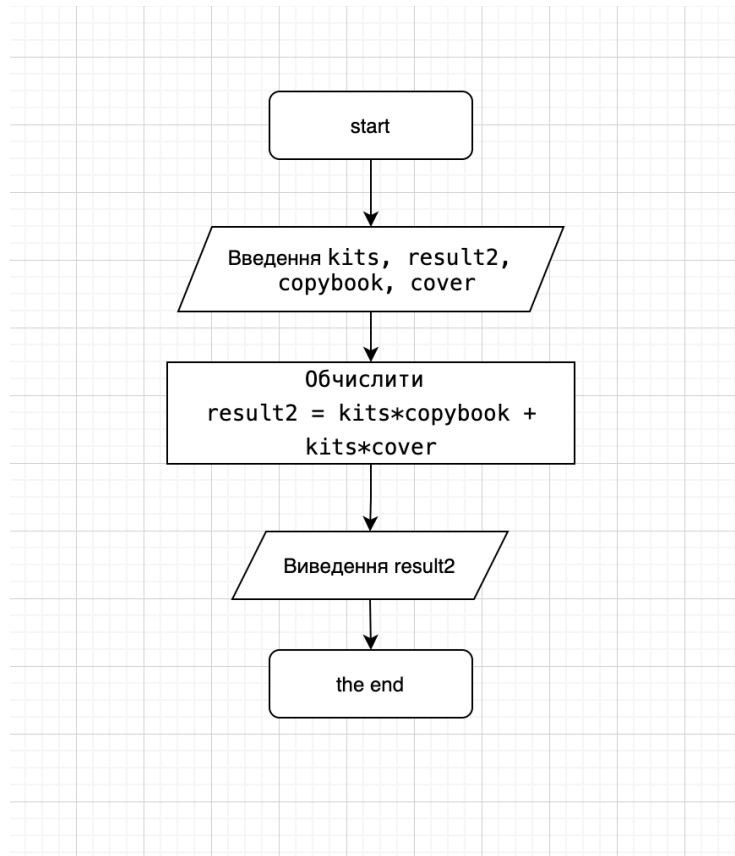 start
Введення kits, result2,
copybook, cover
Обчислити
result2 = kits*copybook +
kits*cover
Виведення result2
the end